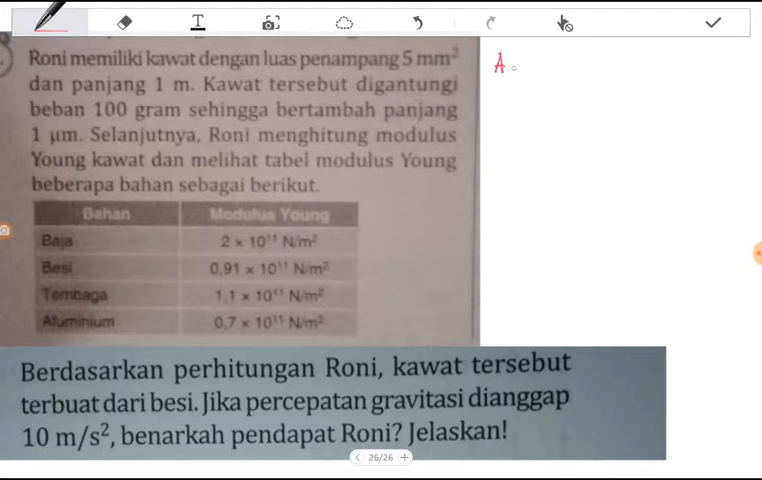 T
Roni memiliki kawat dengan luas penampang 5 mm²
dan panjang 1 m. Kawat tersebut digantungi
beban 100 gram sehingga bertambah panjang
1 μm. Selanjutnya, Roni menghitung modulus
Young kawat dan melihat tabel modulus Young
beberapa bahan sebagai berikut.
Bahan Modulus Young
Baja 2 × 10¹¹ N/m²
Besi 0,91 × 10¹¹ N/m²
Tembaga 1,1 × 10¹¹ N/m²
Aluminium 0,7 × 10¹¹ N/m²
Berdasarkan perhitungan Roni, kawat tersebut
terbuat dari besi. Jika percepatan gravitasi dianggap
10 m/s², benarkah pendapat Roni? Jelaskan!
A
26/26